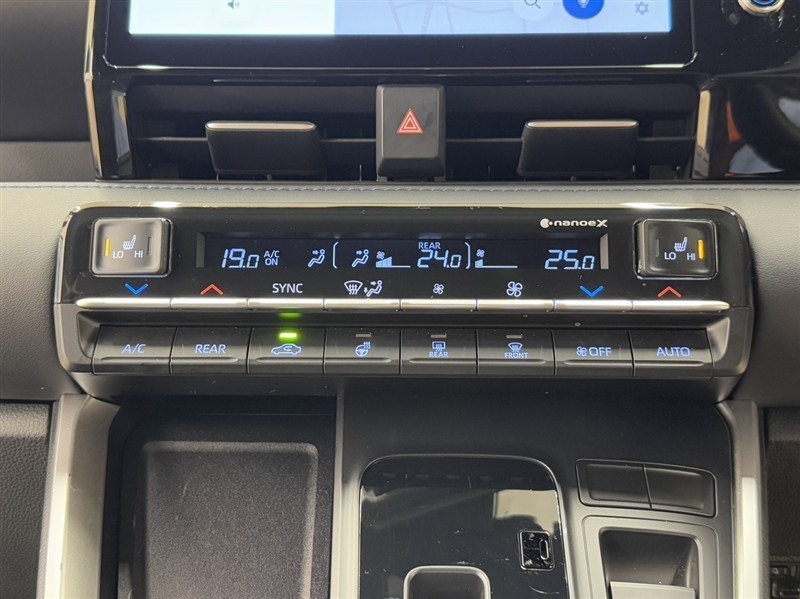 nanoeX
LO HI
19.0 A/C ON
REAR
24.0
25.0
LO HI
SYNC
A/C
REAR
REAR
FRONT
OFF
AUTO